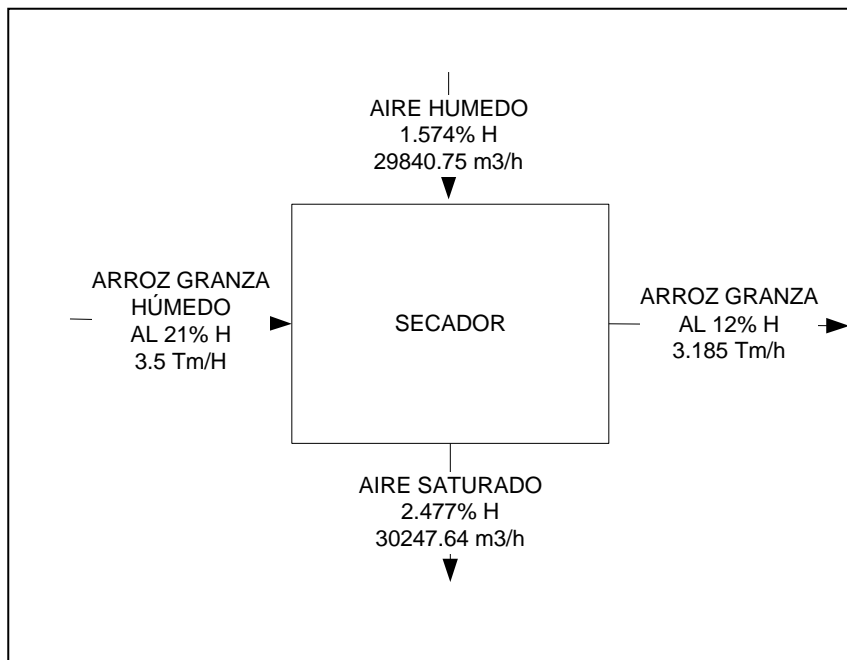 AIRE HUMEDO
1.574% H
29840.75 m3/h
ARROZ GRANZA
HÚMEDO
AL 21% H
3.5 Tm/H
SECADOR
ARROZ GRANZA
AL 12% H
3.185 Tm/h
AIRE SATURADO
2.477% H
30247.64 m3/h